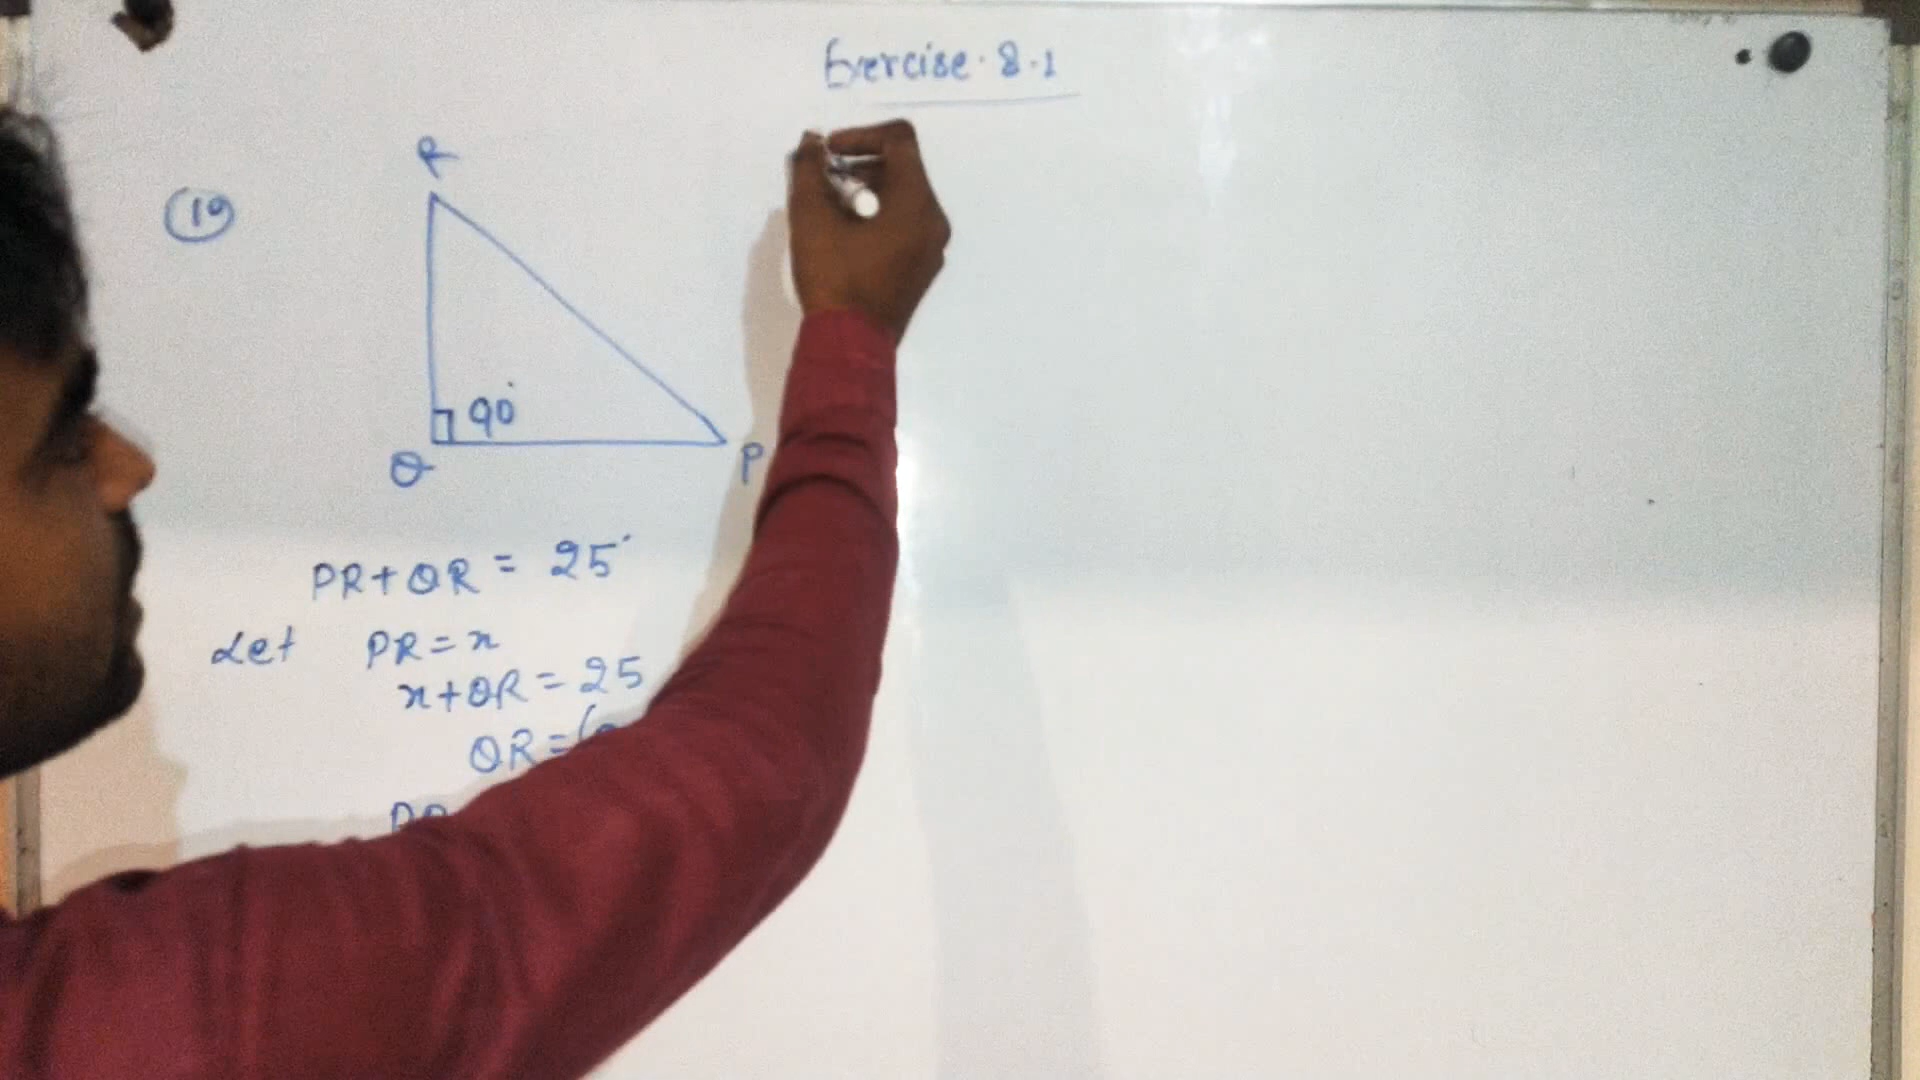 Exercise. 8.1
(19)
R
90°
Q
P
PR+QR = 25
Let PR = x
x+QR = 25
QR = (